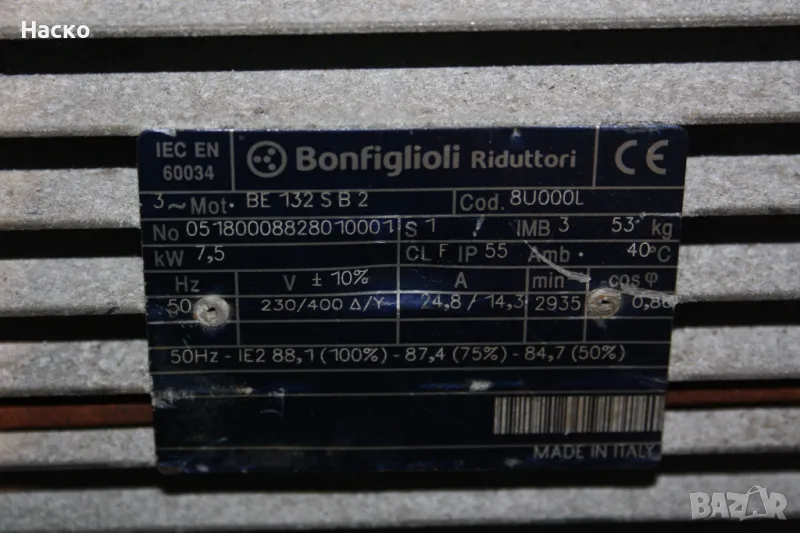 Наско
IEC EN
60034
Bonfiglioli Riduttori
CE
3~Mot. BE 132 S B 2 Cod. 8U000L
No 05180008828010001 S 1 IMB 3 53 kg
kW 7,5 CL F IP 55 Amb. 40°C
Hz V ± 10% A min- cos φ
50 230/400 Δ/Y 24,8 / 14,3 2935 0,86
50Hz - IE2 88,1 (100%) - 87,4 (75%) - 84,7 (50%)
MADE IN ITALY
BAZAR